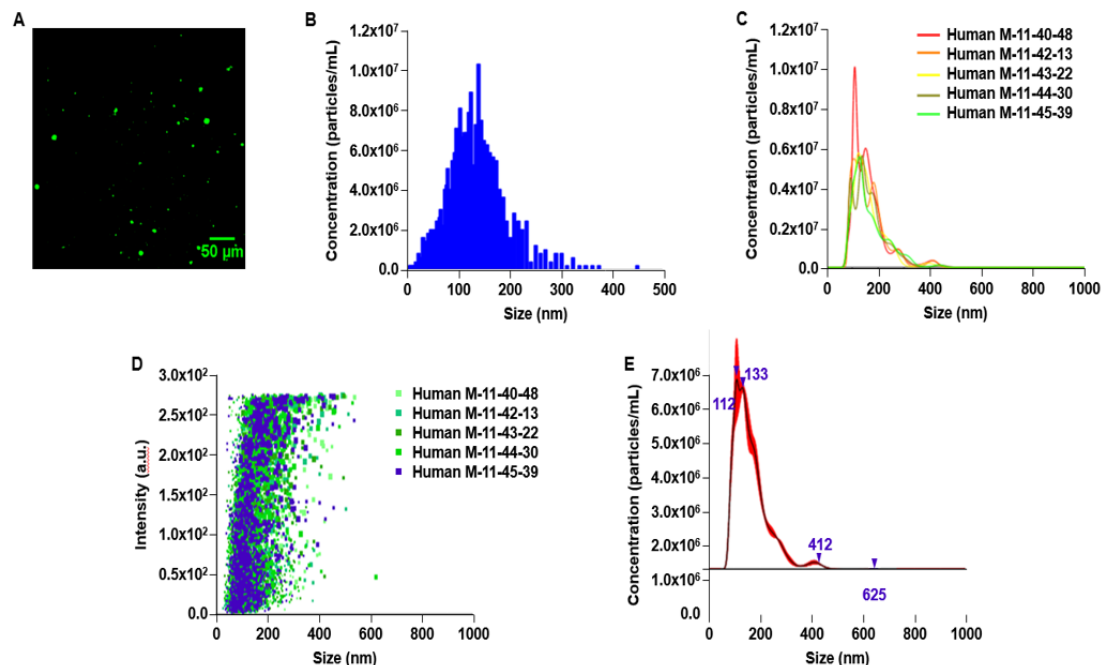 A
50 µm
B
Concentration (particles/mL)
1.2x10⁷
1.0x10⁷
8.0x10⁶
6.0x10⁶
4.0x10⁶
2.0x10⁶
0.0
0 100 200 300 400 500
Size (nm)
C
Concentration (particles/mL)
1.2x10⁷
1.0x10⁷
0.8x10⁷
0.6x10⁷
0.4x10⁷
0.2x10⁷
0.0
0 200 400 600 800 1000
Size (nm)
Human M-11-40-48
Human M-11-42-13
Human M-11-43-22
Human M-11-44-30
Human M-11-45-39
D
Intensity (a.u.)
3.0x10²
2.5x10²
2.0x10²
1.5x10²
1.0x10²
0.5x10²
0.0
0 200 400 600 800 1000
Size (nm)
Human M-11-40-48
Human M-11-42-13
Human M-11-43-22
Human M-11-44-30
Human M-11-45-39
E
Concentration (particles/mL)
7.0x10⁶
6.0x10⁶
5.0x10⁶
4.0x10⁶
3.0x10⁶
2.0x10⁶
1.0x10⁶
0.0
112
133
412
625
0 200 400 600 800 1000
Size (nm)